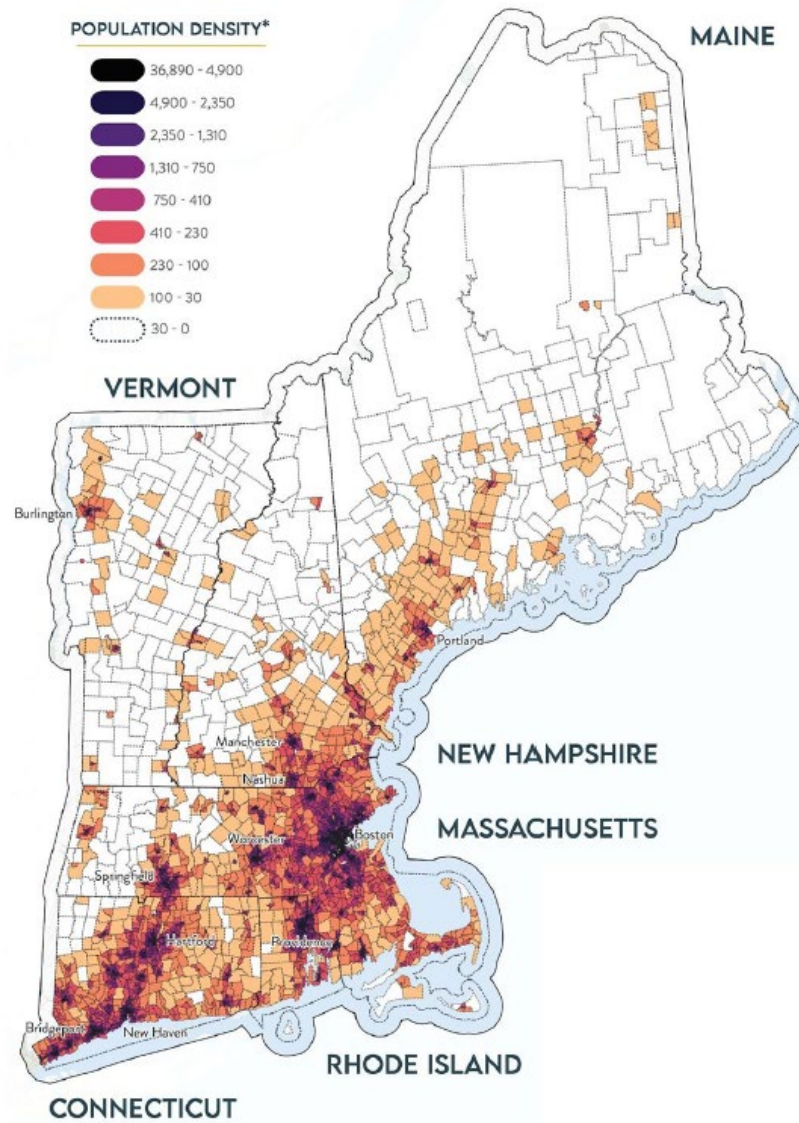 POPULATION DENSITY*
36,890 - 4,900
4,900 - 2,350
2,350 - 1,310
1,310 - 750
750 - 410
410 - 230
230 - 100
100 - 30
30 - 0
MAINE
VERMONT
Burlington
Portland
Manchester
NEW HAMPSHIRE
Nashua
MASSACHUSETTS
Worcester
Boston
Springfield
Hartford
Providence
Bridgeport
New Haven
RHODE ISLAND
CONNECTICUT